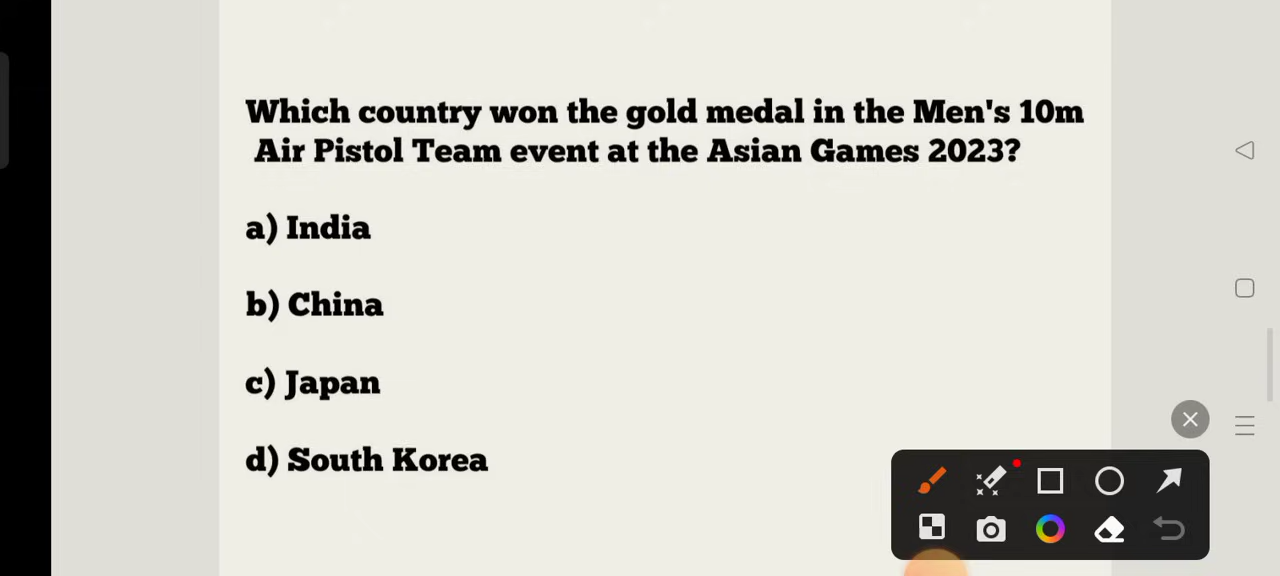 Which country won the gold medal in the Men's 10m
Air Pistol Team event at the Asian Games 2023?
a) India
b) China
c) Japan
d) South Korea